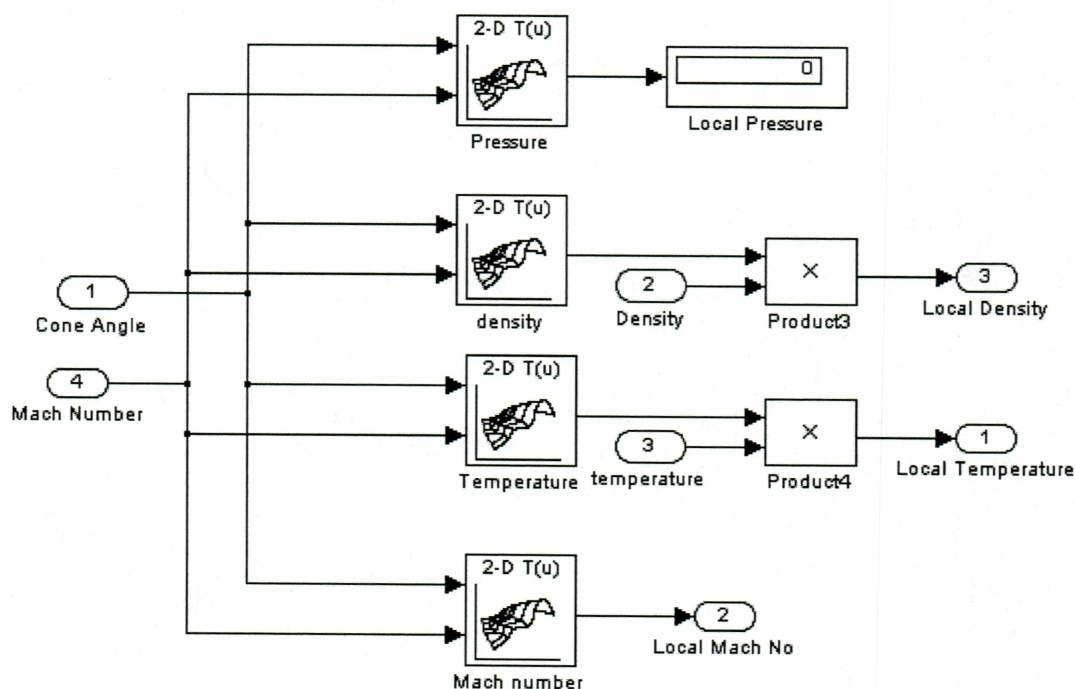 2-D T(u)
Pressure
0
Local Pressure
2-D T(u)
density
1
Cone Angle
2
Density
×
Product3
3
Local Density
4
Mach Number
2-D T(u)
Temperature
3
temperature
×
Product4
1
Local Temperature
2-D T(u)
Mach number
2
Local Mach No